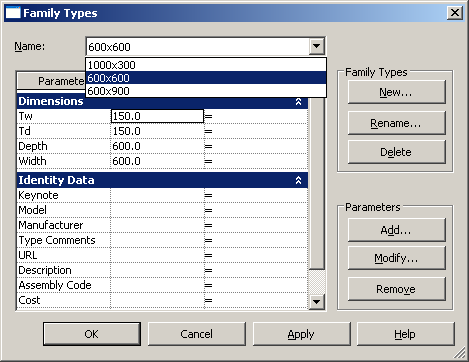 Family Types
Name: 600x600
1000x300
600x600
600x900
Paramete
Dimensions
Tw 150.0 =
Td 150.0 =
Depth 600.0 =
Width 600.0 =
Identity Data
Keynote =
Model =
Manufacturer =
Type Comments =
URL =
Description =
Assembly Code =
Cost =
Family Types
New...
Rename...
Delete
Parameters
Add...
Modify...
Remove
OK Cancel Apply Help